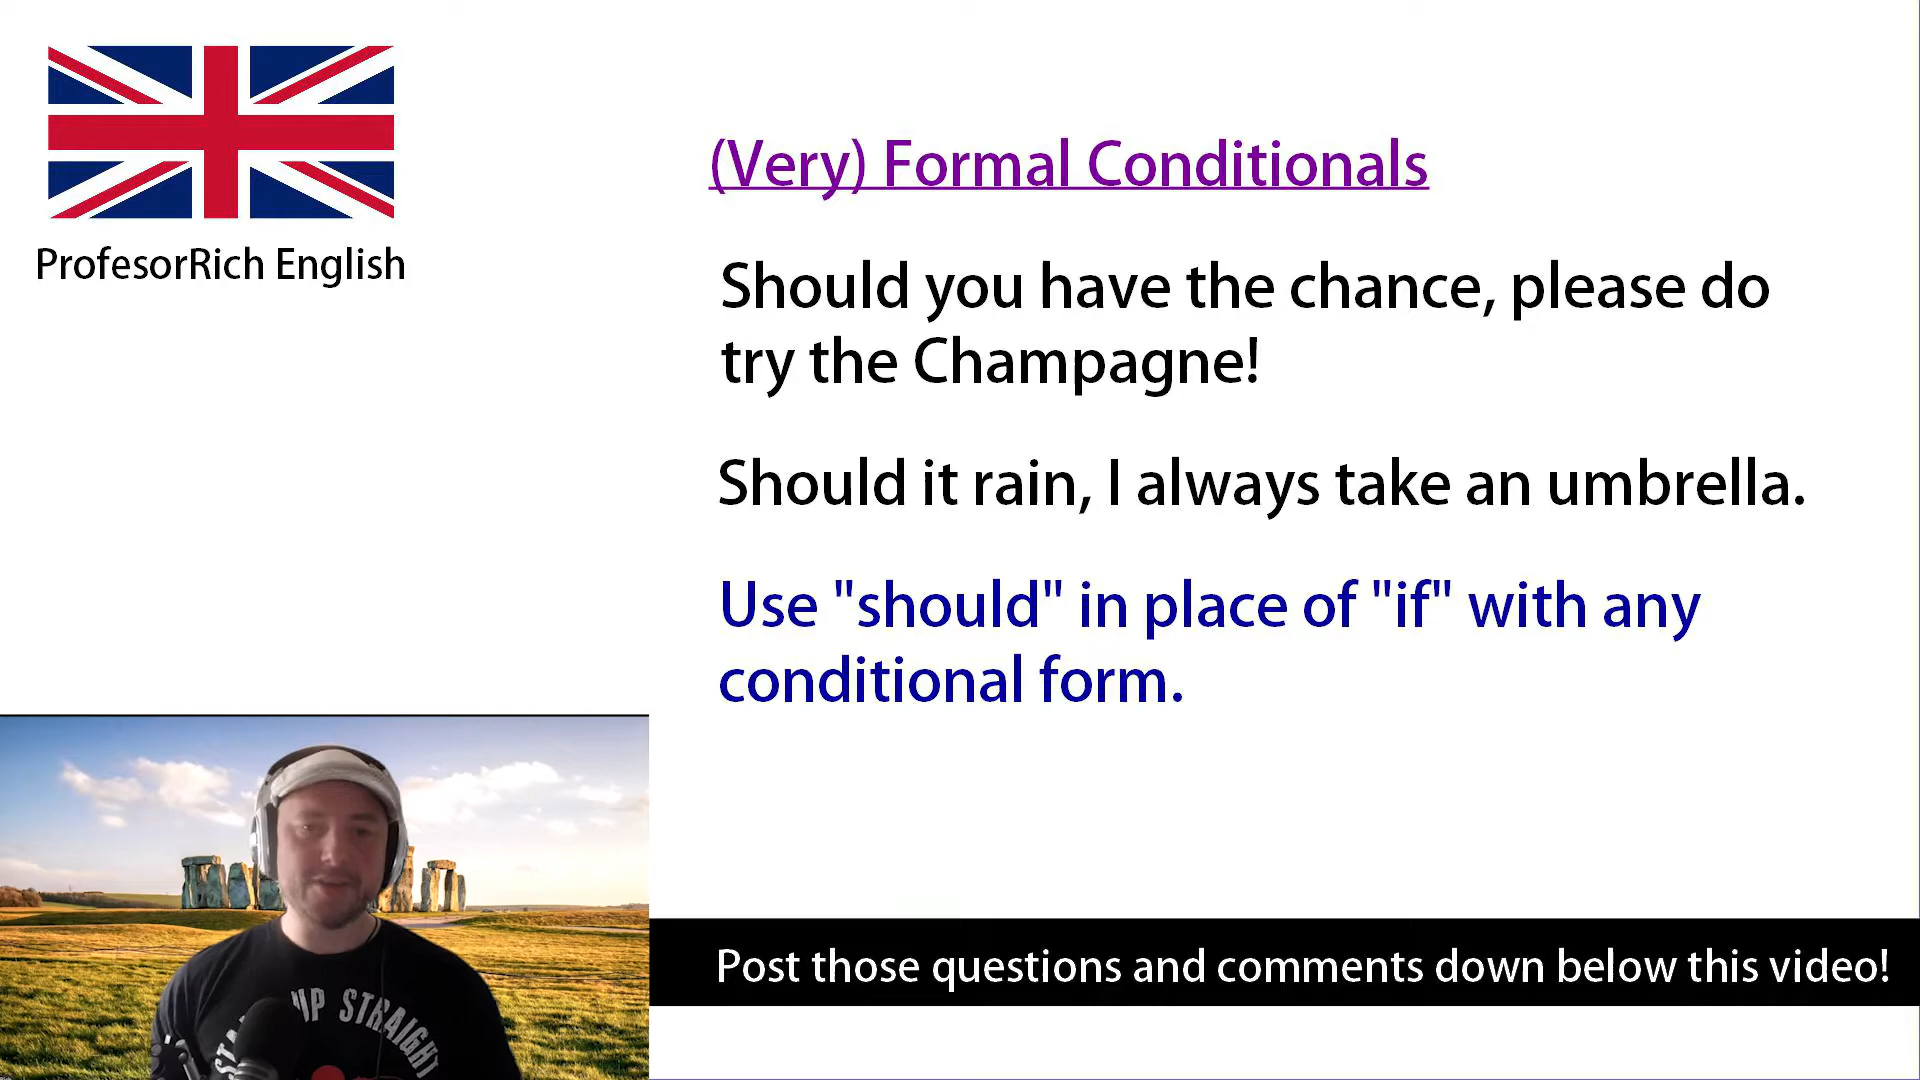 ProfesorRich English
(Very) Formal Conditionals
Should you have the chance, please do
try the Champagne!
Should it rain, I always take an umbrella.
Use "should" in place of "if" with any
conditional form.
UP STRAIGHT
Post those questions and comments down below this video!